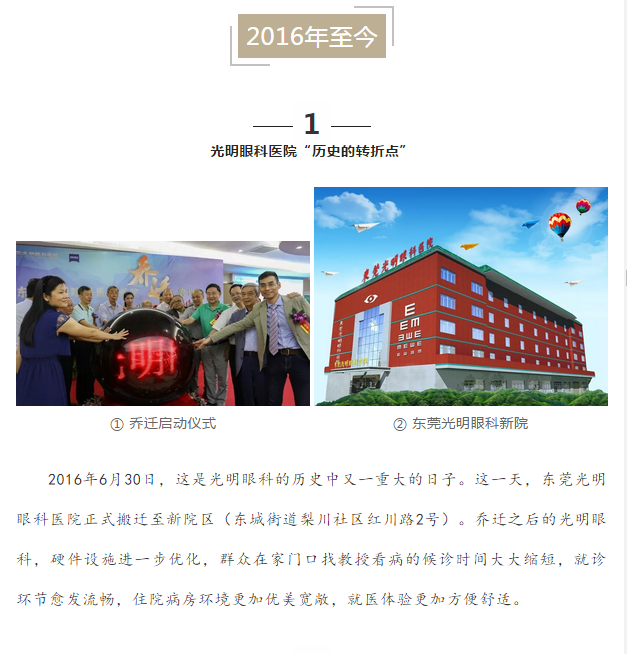 2016年至今
1
光明眼科医院“历史的转折点”
乔迁
明
东莞光明眼科医院
E
E M
① 乔迁启动仪式
② 东莞光明眼科新院
2016年6月30日，这是光明眼科的历史中又一重大的日子。这一天，东莞光明
眼科医院正式搬迁至新院区（东城街道梨川社区红川路2号）。乔迁之后的光明眼
科，硬件设施进一步优化，群众在家门口找教授看病的候诊时间大大缩短，就诊
环节愈发流畅，住院病房环境更加优美宽敞，就医体验更加方便舒适。